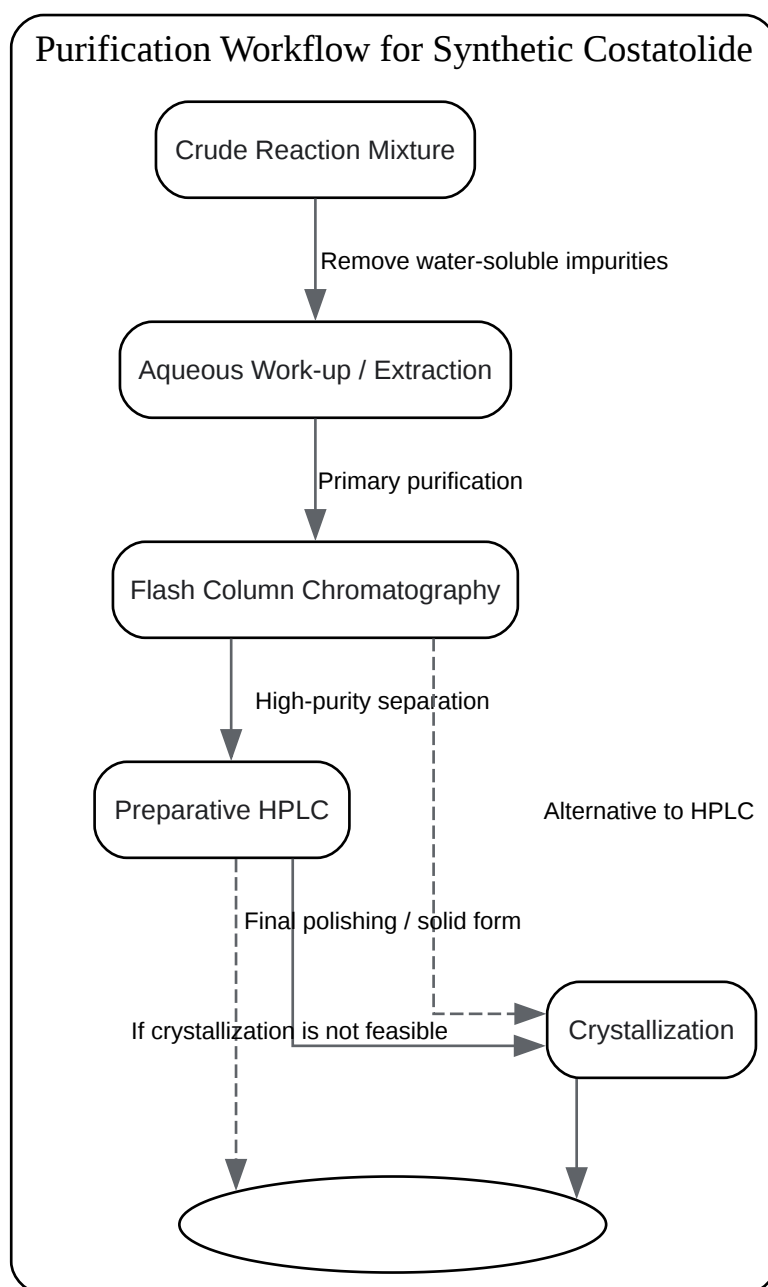 Purification Workflow for Synthetic Costatolide
Crude Reaction Mixture
Remove water-soluble impurities
Aqueous Work-up / Extraction
Primary purification
Flash Column Chromatography
High-purity separation
Preparative HPLC
Alternative to HPLC
Final polishing / solid form
If crystallization is not feasible
Crystallization